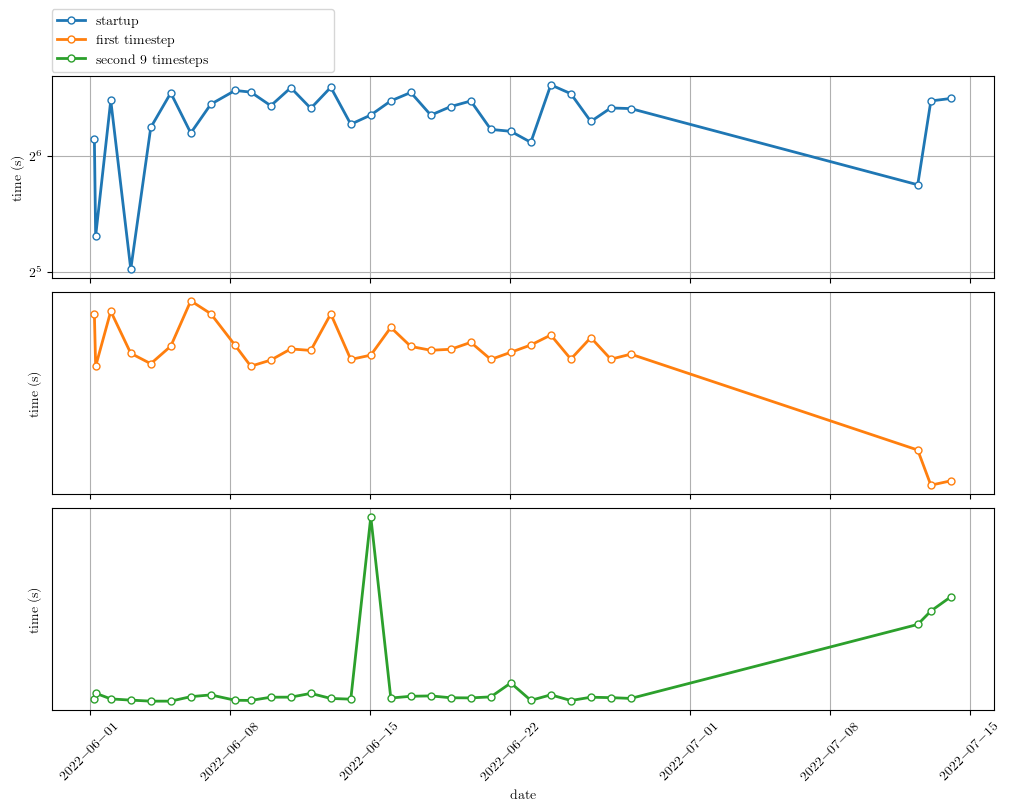 startup
first timestep
second 9 timesteps
time (s)
2^6
2^5
time (s)
time (s)
2022−06−01
2022−06−08
2022−06−15
2022−06−22
2022−07−01
2022−07−08
2022−07−15
date